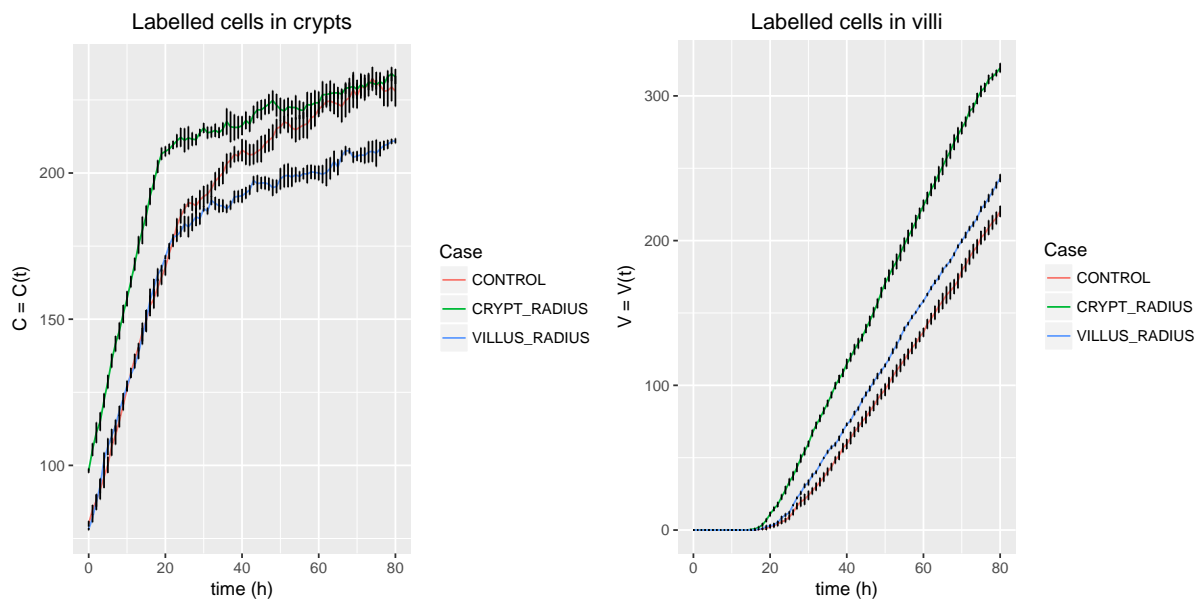 Labelled cells in crypts
C = C(t)
200
150
100
0
20
40
60
80
time (h)
Case
CONTROL
CRYPT_RADIUS
VILLUS_RADIUS
Labelled cells in villi
V = V(t)
300
200
100
0
0
20
40
60
80
time (h)
Case
CONTROL
CRYPT_RADIUS
VILLUS_RADIUS